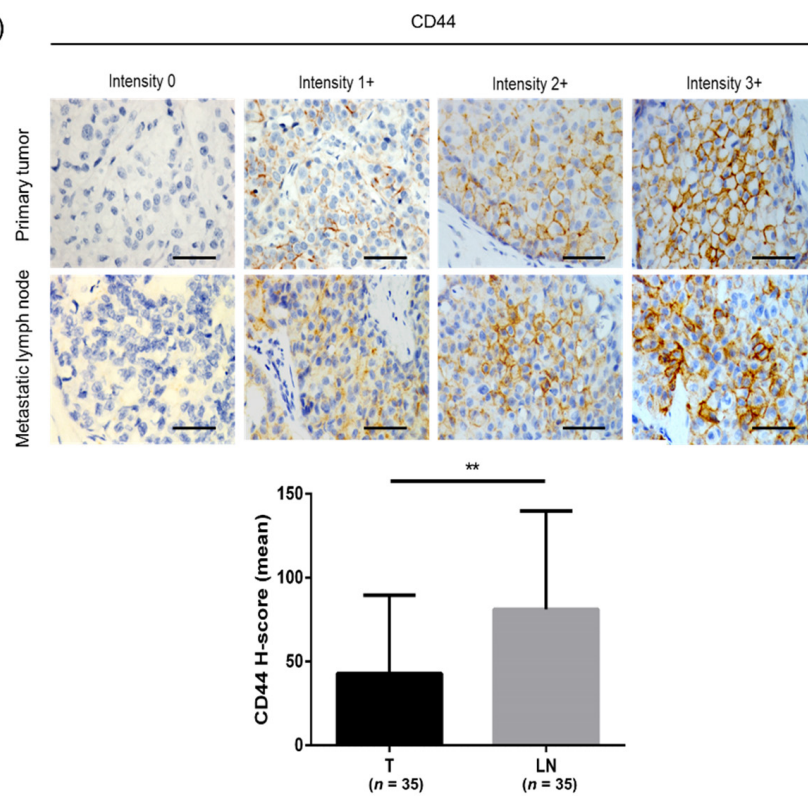 )
CD44
Intensity 0 Intensity 1+ Intensity 2+ Intensity 3+
Primary tumor
Metastatic lymph node
**
CD44 H-score (mean)
150
100
50
0
T LN
(n = 35) (n = 35)